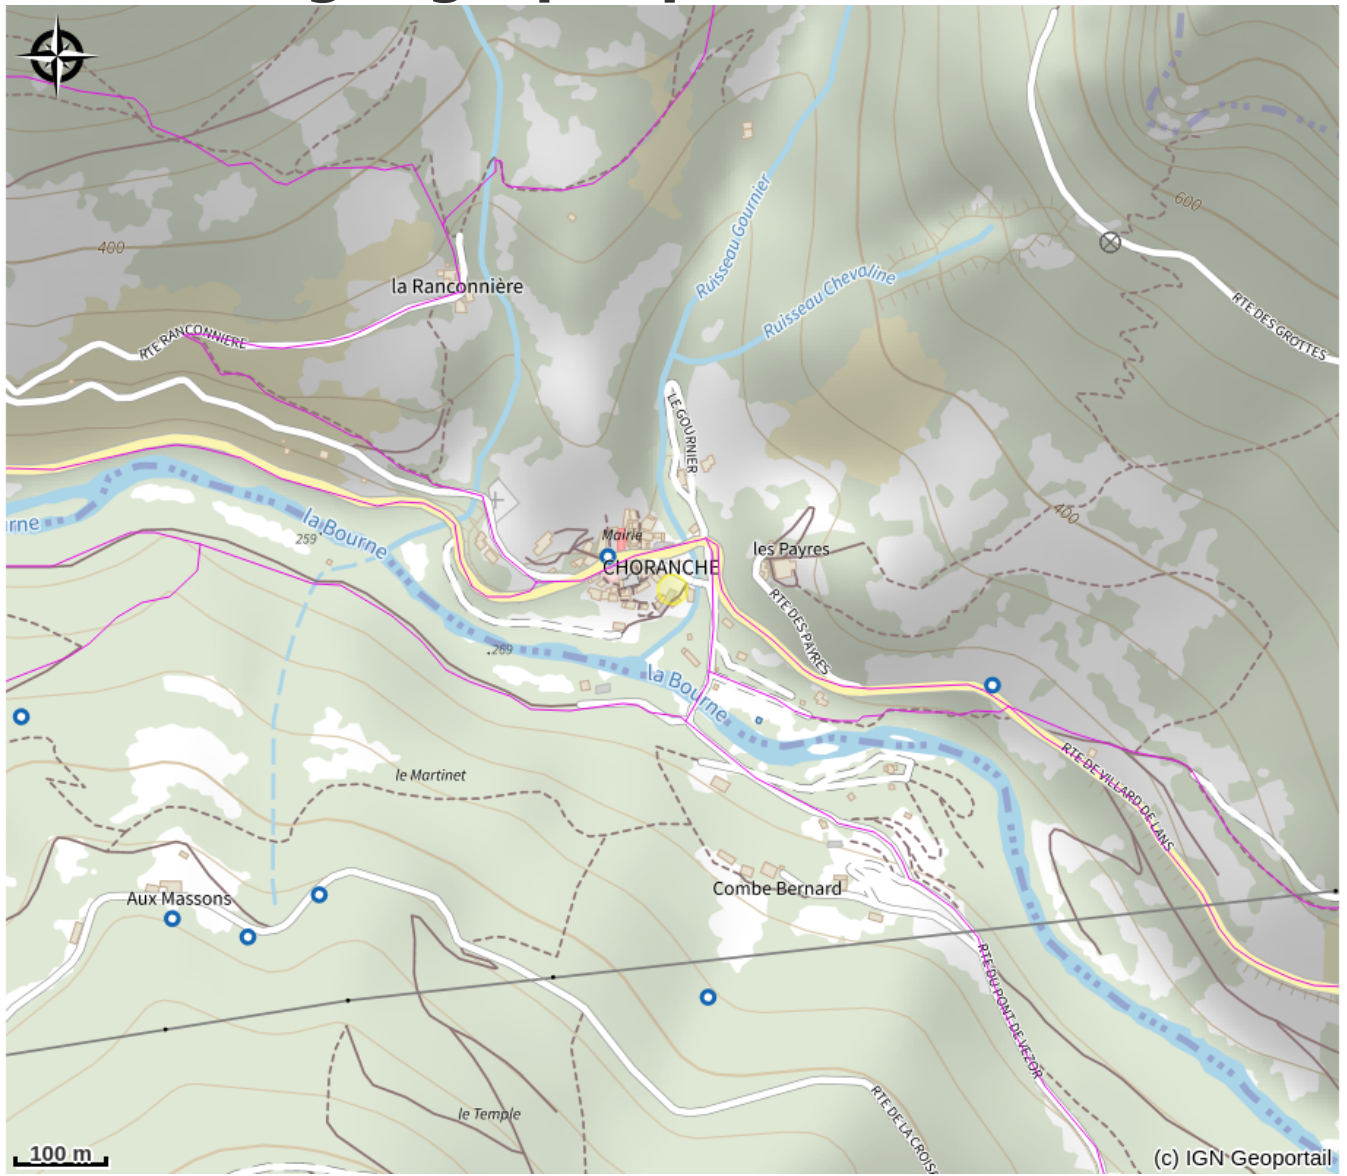 600
Ruisseau Gournier
400
Ruisseau Chevaline
la Ranconnière
RTE DES GROTTES
RTE RANCONNIERE
LE GOURNIER
400
rne
la Bourne
259
Mairie
les Payres
CHORANCHE
RTE DES PAYRES
.269
la Bourne
RTE DE VILLARD DE LANS
le Martinet
Combe Bernard
Aux Massons
RTE DU PONT DE VEZOR
le Temple
RTE DE LA CROIS
100 m
(c) IGN Geoportail